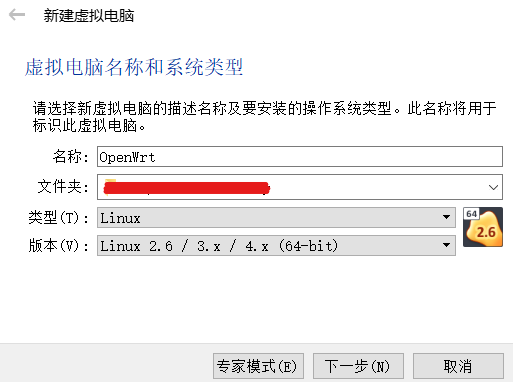 新建虚拟电脑
虚拟电脑名称和系统类型
请选择新虚拟电脑的描述名称及要安装的操作系统类型。此名称将用于
标识此虚拟电脑。
名称: OpenWrt
文件夹:
类型(T): Linux
64
版本(V): Linux 2.6 / 3.x / 4.x (64-bit)
2.6
专家模式(E) 下一步(N) 取消